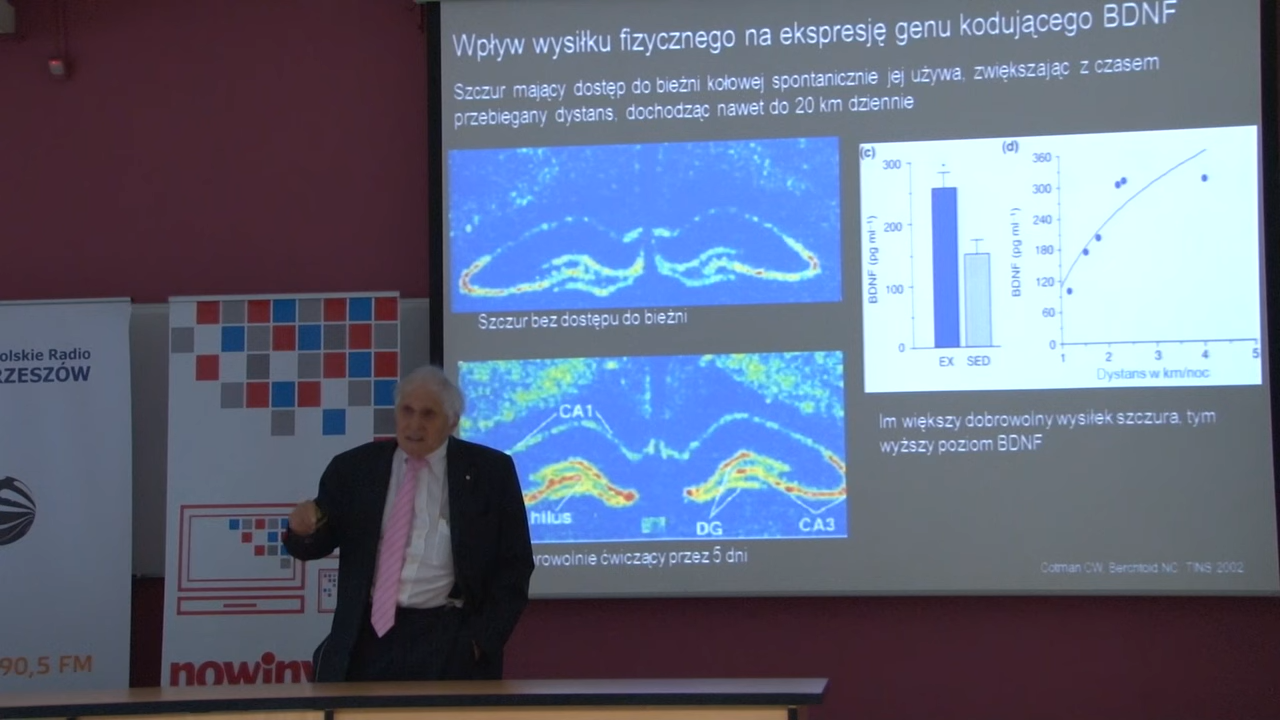 Wpływ wysiłku fizycznego na ekspresję genu kodującego BDNF
Szczur mający dostęp do bieżni kołowej spontanicznie jej używa, zwiększając z czasem
przebiegany dystans, dochodząc nawet do 20 km dziennie
Szczur bez dostępu do bieżni
CA1
hilus
DG
CA3
rowolnie ćwiczący przez 5 dni
(c)
300
200
100
0
BDNF (pg ml⁻¹)
*
EX SED
(d)
360
300
240
180
120
60
0
BDNF (pg ml⁻¹)
1 2 3 4 5
Dystans w km/noc
Im większy dobrowolny wysiłek szczura, tym
wyższy poziom BDNF
Cotman CW, Berchtold NC. TINS 2002
olskie Radio
RZESZÓW
90,5 FM
nowiny